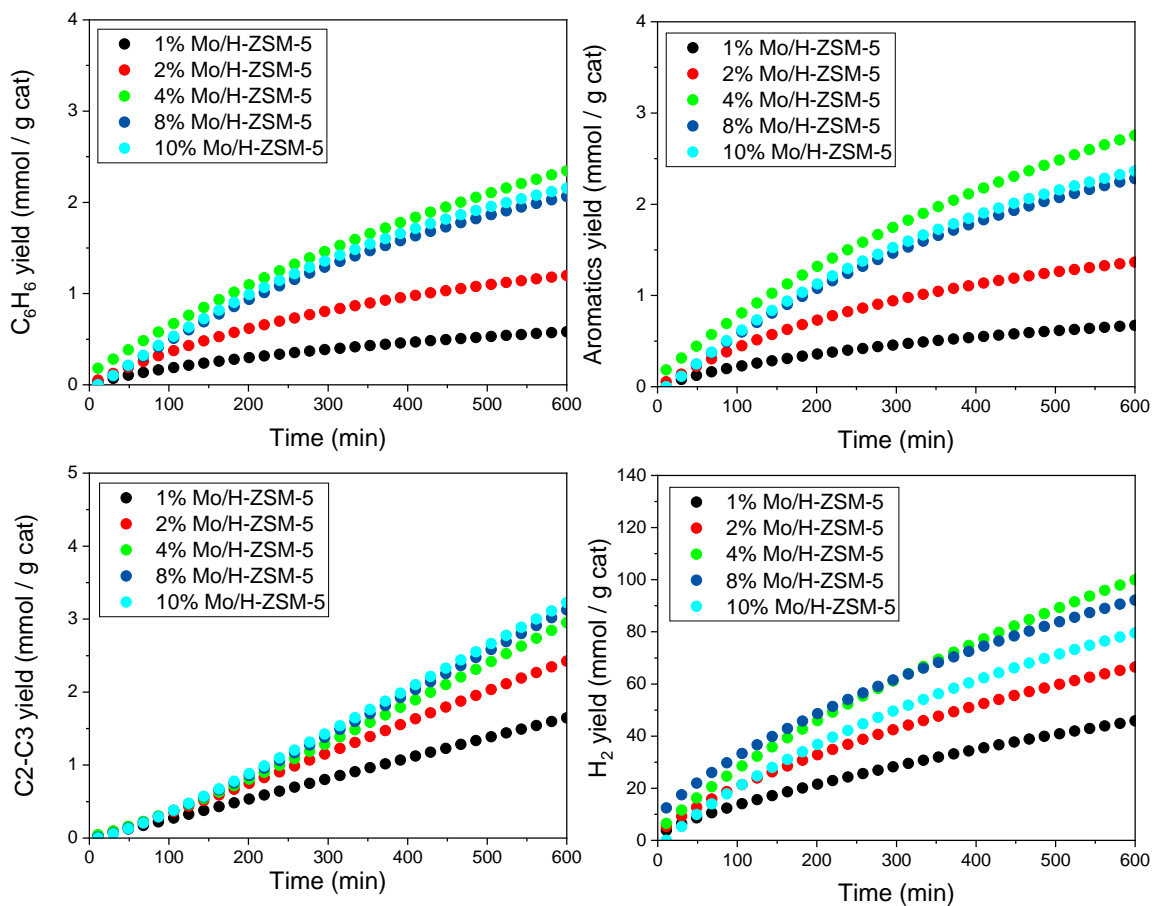 C₆H₆ yield (mmol / g cat)
4
3
2
1
0
1% Mo/H-ZSM-5
2% Mo/H-ZSM-5
4% Mo/H-ZSM-5
8% Mo/H-ZSM-5
10% Mo/H-ZSM-5
0 100 200 300 400 500 600
Time (min)
Aromatics yield (mmol / g cat)
4
3
2
1
0
1% Mo/H-ZSM-5
2% Mo/H-ZSM-5
4% Mo/H-ZSM-5
8% Mo/H-ZSM-5
10% Mo/H-ZSM-5
0 100 200 300 400 500 600
Time (min)
C2-C3 yield (mmol / g cat)
5
4
3
2
1
0
1% Mo/H-ZSM-5
2% Mo/H-ZSM-5
4% Mo/H-ZSM-5
8% Mo/H-ZSM-5
10% Mo/H-ZSM-5
0 100 200 300 400 500 600
Time (min)
H₂ yield (mmol / g cat)
140
120
100
80
60
40
20
0
1% Mo/H-ZSM-5
2% Mo/H-ZSM-5
4% Mo/H-ZSM-5
8% Mo/H-ZSM-5
10% Mo/H-ZSM-5
0 100 200 300 400 500 600
Time (min)